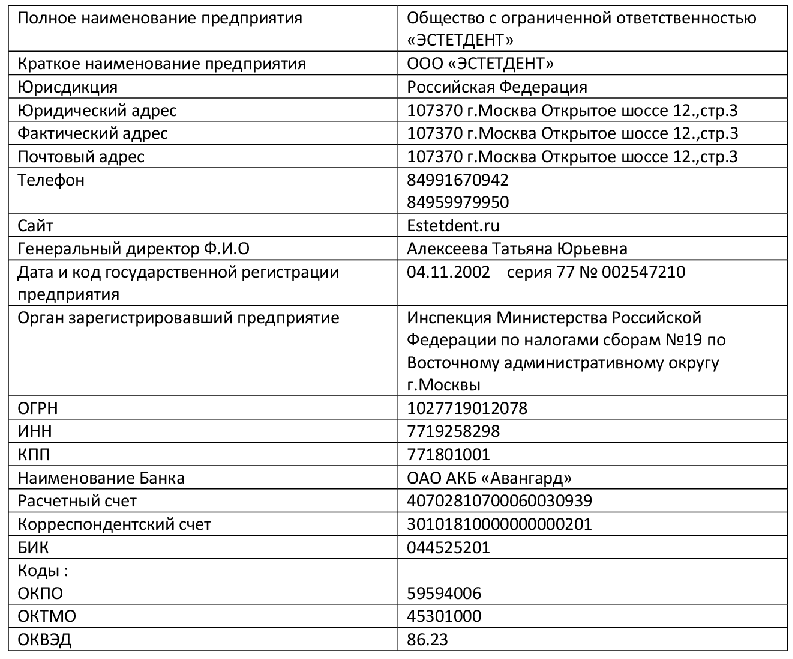 Полное наименование предприятия
Общество с ограниченной ответственностью
«ЭСТЕТДЕНТ»
Краткое наименование предприятия
ООО «ЭСТЕТДЕНТ»
Юрисдикция
Российская Федерация
Юридический адрес
107370 г.Москва Открытое шоссе 12.,стр.3
Фактический адрес
107370 г.Москва Открытое шоссе 12.,стр.3
Почтовый адрес
107370 г.Москва Открытое шоссе 12.,стр.3
Телефон
84991670942
84959979950
Сайт
Estetdent.ru
Генеральный директор Ф.И.О
Алексеева Татьяна Юрьевна
Дата и код государственной регистрации
предприятия
04.11.2002 серия 77 № 002547210
Орган зарегистрировавший предприятие
Инспекция Министерства Российской
Федерации по налогами сборам №19 по
Восточному административному округу
г.Москвы
ОГРН
1027719012078
ИНН
7719258298
КПП
771801001
Наименование Банка
ОАО АКБ «Авангард»
Расчетный счет
40702810700060030939
Корреспондентский счет
30101810000000000201
БИК
044525201
Коды :
ОКПО
59594006
ОКТМО
45301000
ОКВЭД
86.23